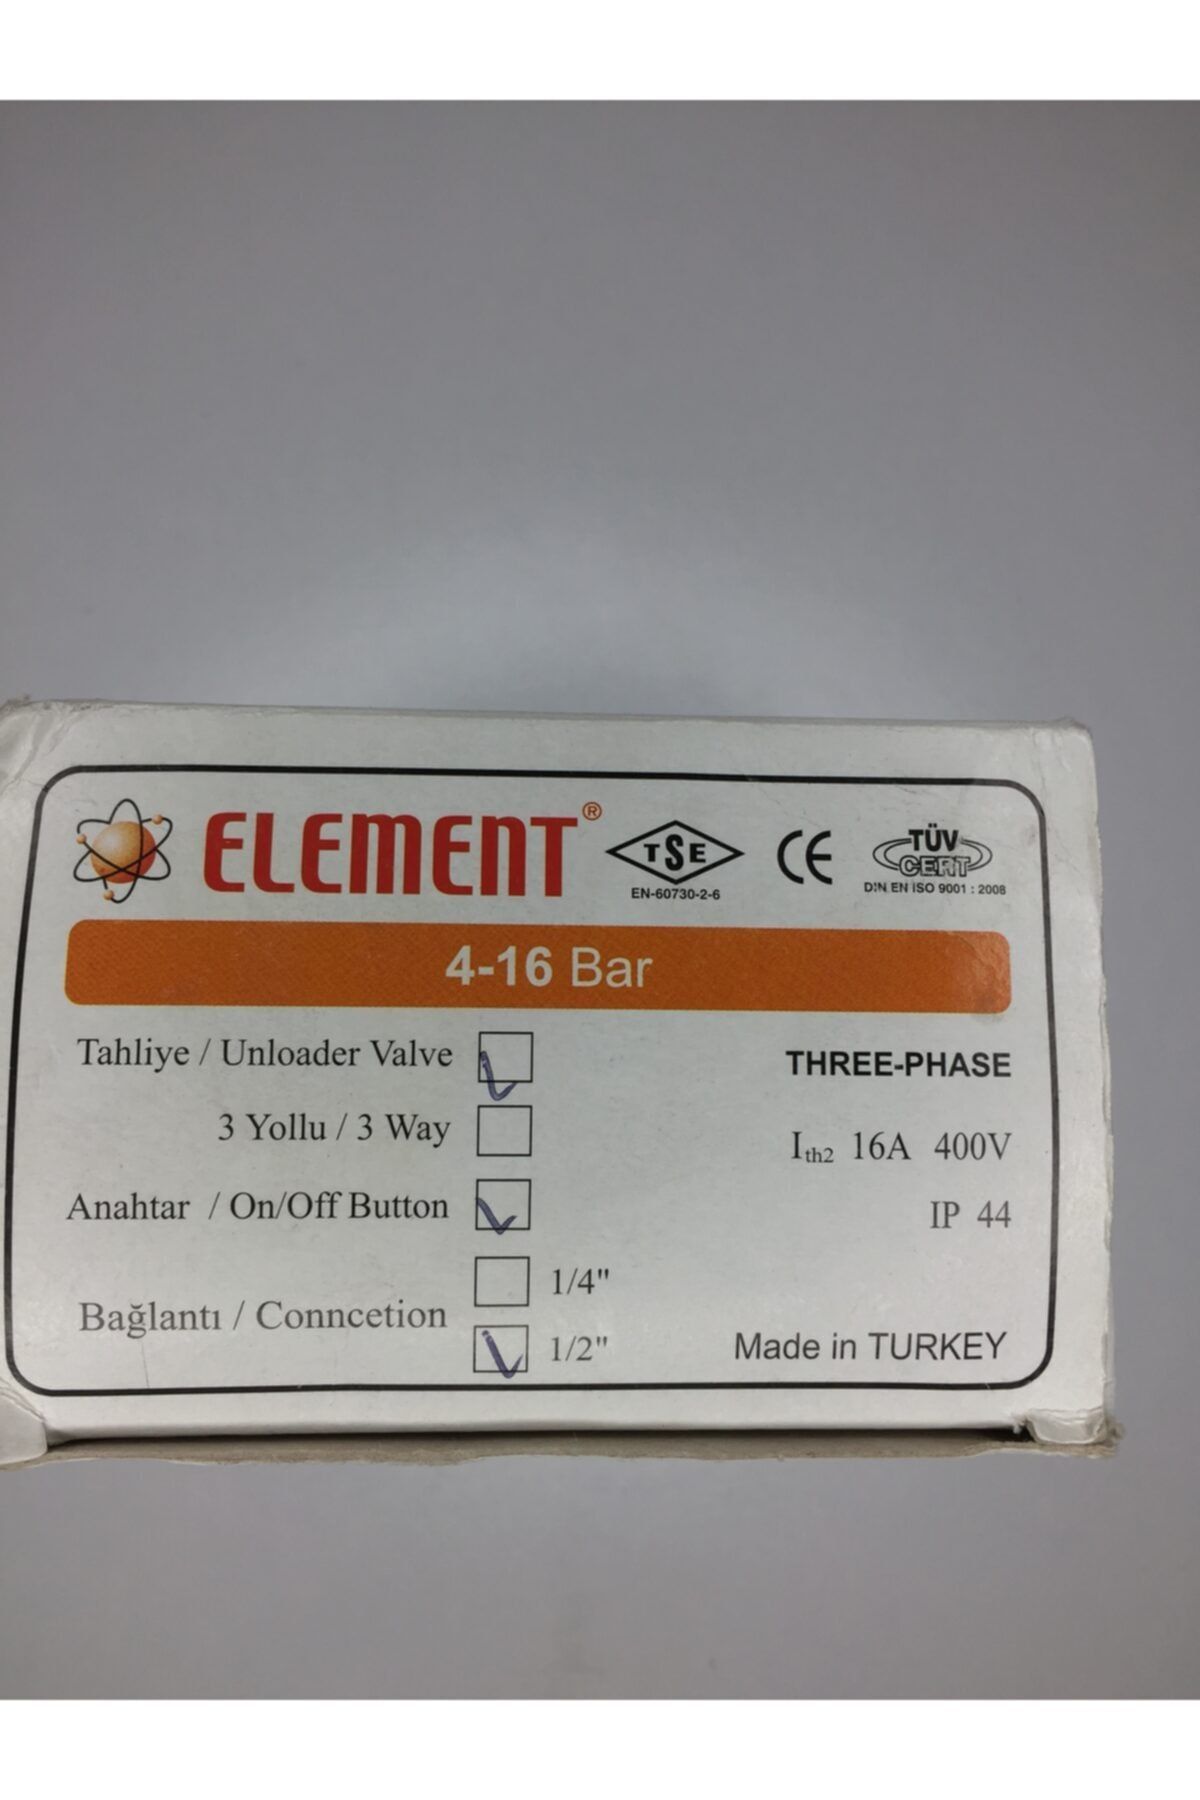 ELEMENT®
TSE
EN-60730-2-6
CE
TÜV
CERT
DIN EN ISO 9001 : 2008
4-16 Bar
Tahliye / Unloader Valve
3 Yollu / 3 Way
Anahtar / On/Off Button
Bağlantı / Conncetion
1/4"
1/2"
THREE-PHASE
Ith2 16A 400V
IP 44
Made in TURKEY